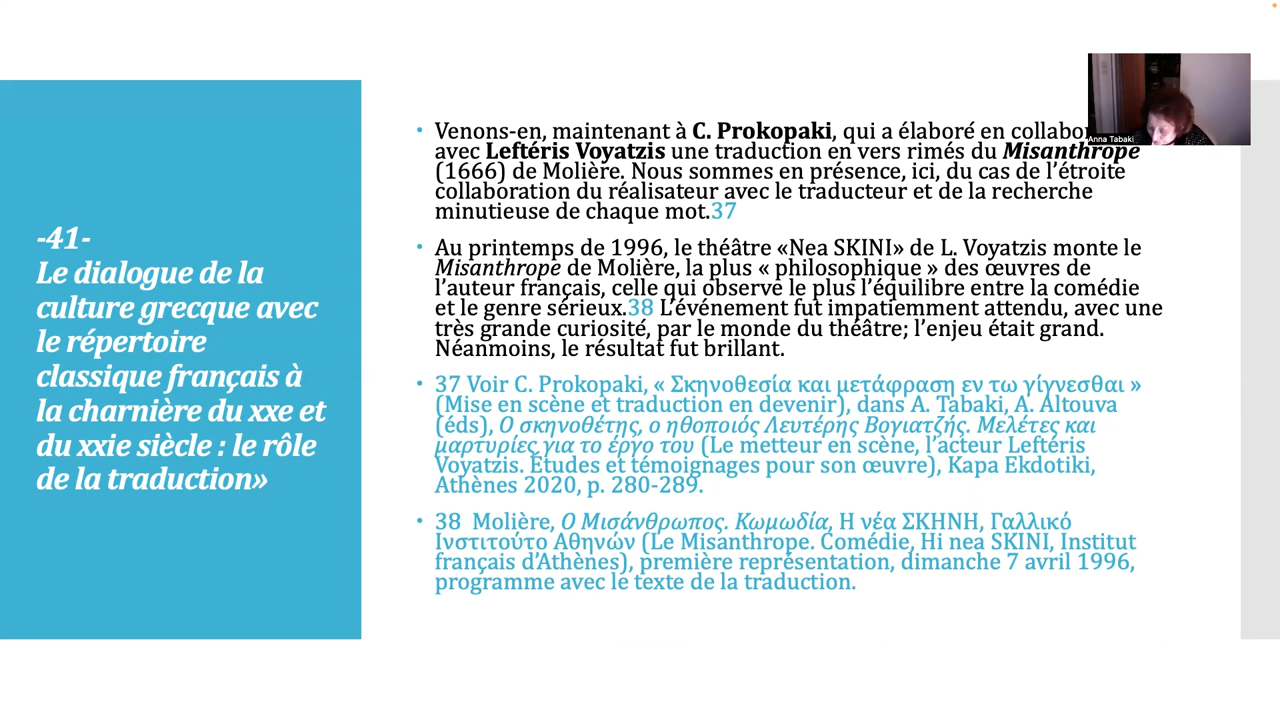 -41-
Le dialogue de la
culture grecque avec
le répertoire
classique français à
la charnière du xxe et
du xxie siècle : le rôle
de la traduction»
• Venons-en, maintenant à C. Prokopaki, qui a élaboré en collabor
avec Leftéris Voyatzis une traduction en vers rimés du Misanthrope
(1666) de Molière. Nous sommes en présence, ici, du cas de l’étroite
collaboration du réalisateur avec le traducteur et de la recherche
minutieuse de chaque mot.37
• Au printemps de 1996, le théâtre «Nea SKINI» de L. Voyatzis monte le
Misanthrope de Molière, la plus « philosophique » des œuvres de
l’auteur français, celle qui observe le plus l’équilibre entre la comédie
et le genre sérieux.38 L’événement fut impatiemment attendu, avec une
très grande curiosité, par le monde du théâtre; l’enjeu était grand.
Néanmoins, le résultat fut brillant.
• 37 Voir C. Prokopaki, « Σκηνοθεσία και μετάφραση εν τω γίγνεσθαι »
(Mise en scène et traduction en devenir), dans A. Tabaki, A. Altouva
(éds), Ο σκηνοθέτης, ο ηθοποιός Λευτέρης Βογιατζής. Μελέτες και
μαρτυρίες για το έργο του (Le metteur en scène, l’acteur Leftéris
Voyatzis. Études et témoignages pour son œuvre), Kapa Ekdotiki,
Athènes 2020, p. 280-289.
• 38 Molière, Ο Μισάνθρωπος. Κωμωδία, Η νέα ΣΚΗΝΗ, Γαλλικό
Ινστιτούτο Αθηνών (Le Misanthrope. Comédie, Hi nea SKINI, Institut
français d’Athènes), première représentation, dimanche 7 avril 1996,
programme avec le texte de la traduction.
Anna Tabaki